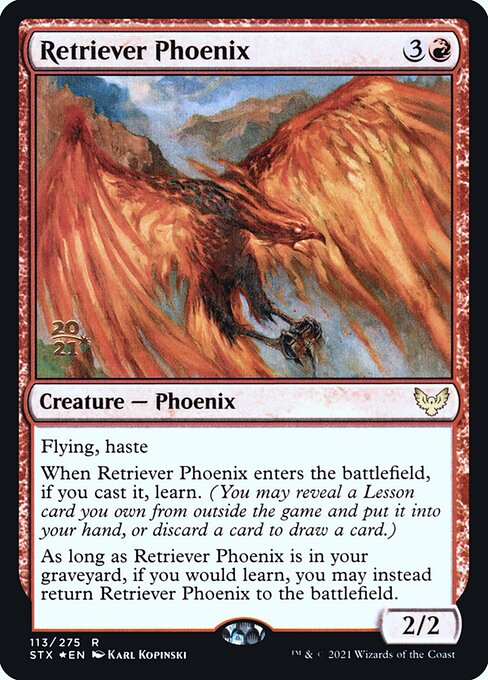 Retriever Phoenix 3
20
21
Creature — Phoenix
Flying, haste
When Retriever Phoenix enters the battlefield,
if you cast it, learn. (You may reveal a Lesson
card you own from outside the game and put it into
your hand, or discard a card to draw a card.)
As long as Retriever Phoenix is in your
graveyard, if you would learn, you may instead
return Retriever Phoenix to the battlefield.
2/2
113/275 R
STX ★ EN Karl Kopinski
™ & © 2021 Wizards of the Coast